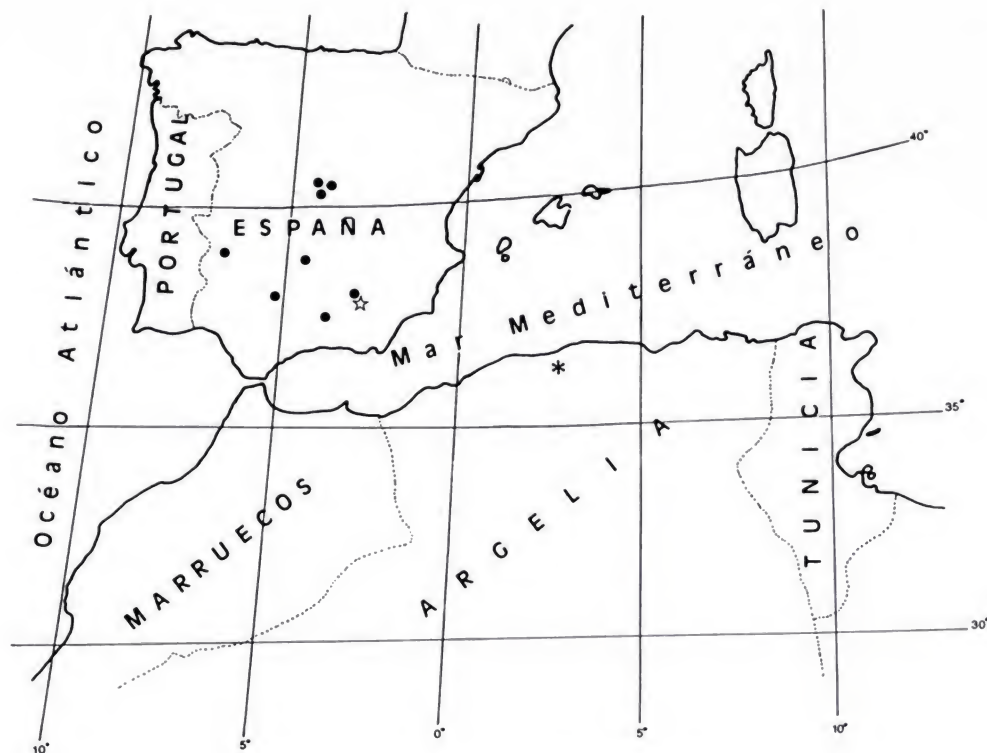 40°
PORTUGAL
ESPAÑA
Océano Atlántico
Mar Mediterráneo
*
35°
TUNICIA
ARGELIA
MARRUECOS
30°
10°
5°
0°
5°
10°